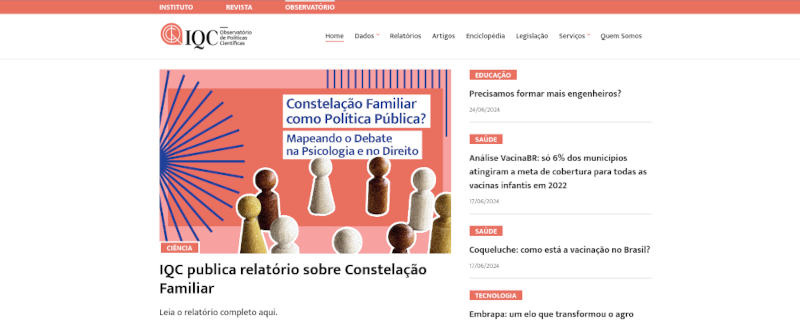 INSTITUTO REVISTA OBSERVATÓRIO
IQC Observatório
de Políticas
Científicas
Home Dados Relatórios Artigos Enciclopédia Legislação Serviços Quem Somos
Constelação Familiar
como Política Pública?
Mapeando o Debate
na Psicologia e no Direito
CIÊNCIA
IQC publica relatório sobre Constelação
Familiar
Leia o relatório completo aqui.
EDUCAÇÃO
Precisamos formar mais engenheiros?
24/06/2024
SAÚDE
Análise VacinaBR: só 6% dos municípios
atingiram a meta de cobertura para todas as
vacinas infantis em 2022
17/06/2024
SAÚDE
Coqueluche: como está a vacinação no Brasil?
17/06/2024
TECNOLOGIA
Embrapa: um elo que transformou o agro